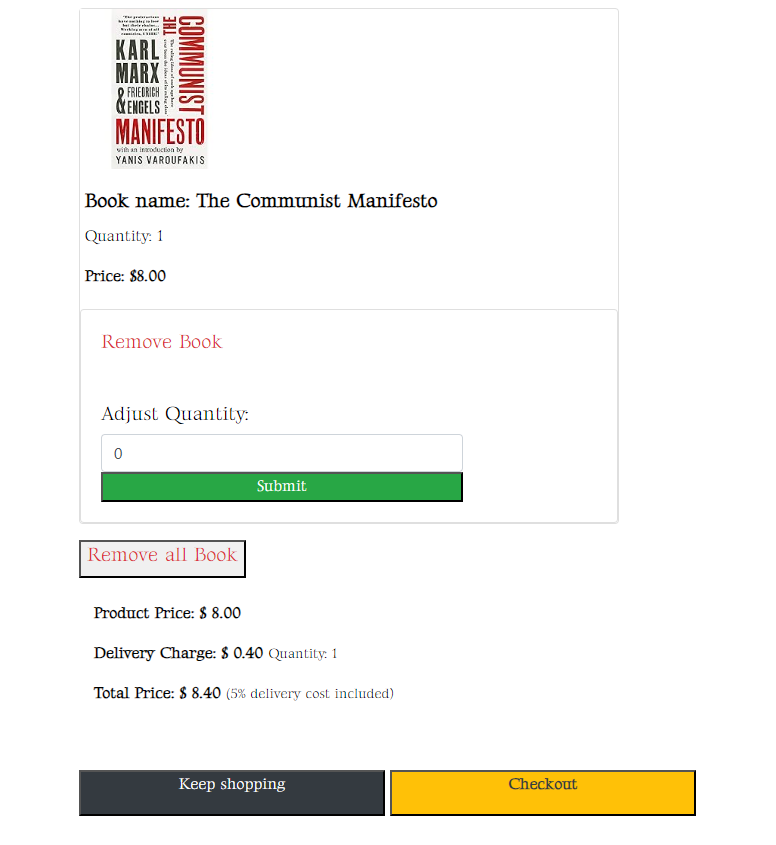 KARL
MARX
& FRIEDRICH
ENGELS
THE
COMMUNIST
MANIFESTO
with an introduction by
YANIS VAROUFAKIS
Book name: The Communist Manifesto
Quantity: 1
Price: $8.00
Remove Book
Adjust Quantity:
0
Submit
Remove all Book
Product Price: $ 8.00
Delivery Charge: $ 0.40 Quantity: 1
Total Price: $ 8.40 (5% delivery cost included)
Keep shopping Checkout